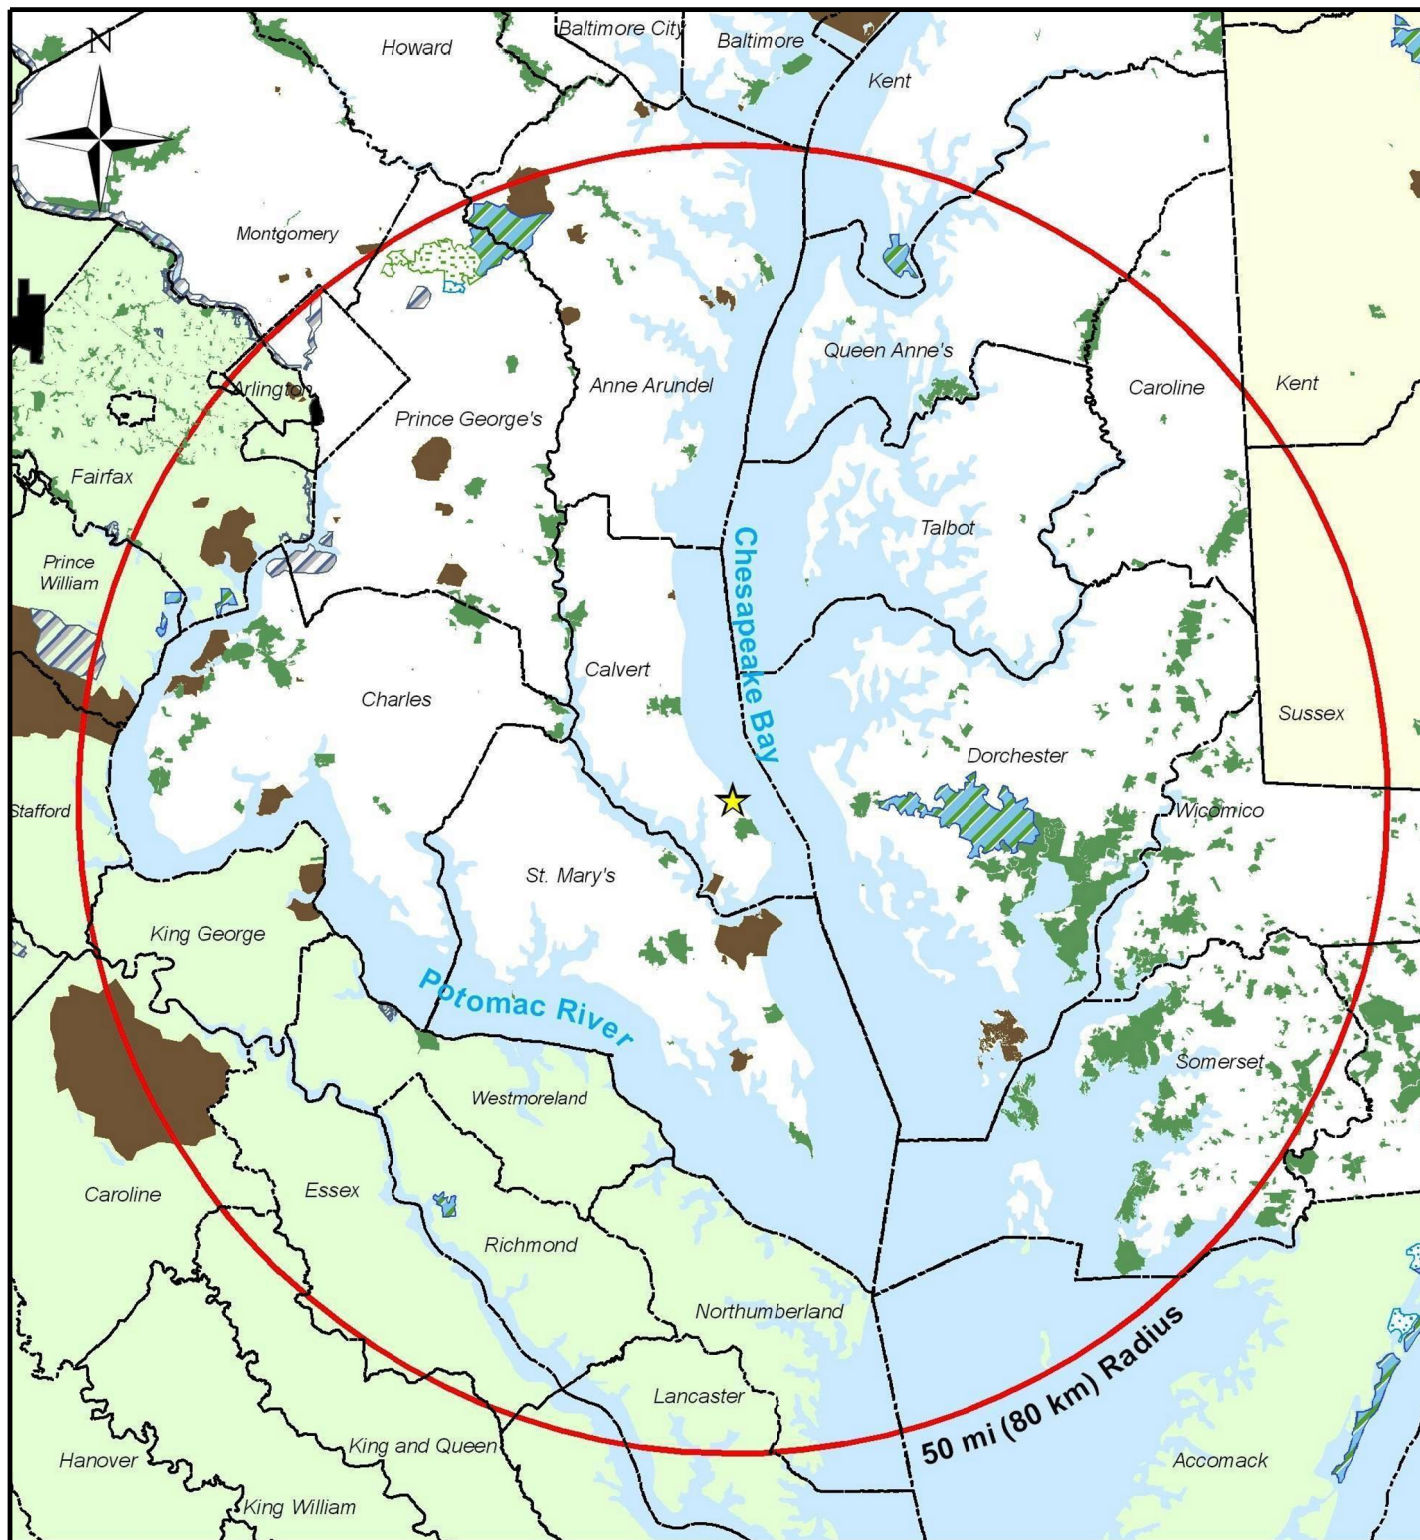 N
Howard
Baltimore City
Baltimore
Kent
Montgomery
Queen Anne's
Anne Arundel
Arlington
Caroline
Kent
Prince George's
Fairfax
Talbot
Prince
William
Chesapeake Bay
Calvert
Charles
Sussex
Dorchester
Stafford
Wicomico
St. Mary's
King George
Potomac River
Somerset
Westmoreland
Caroline
Essex
Richmond
Northumberland
50 mi (80 km) Radius
Lancaster
King and Queen
Hanover
Accomack
King William